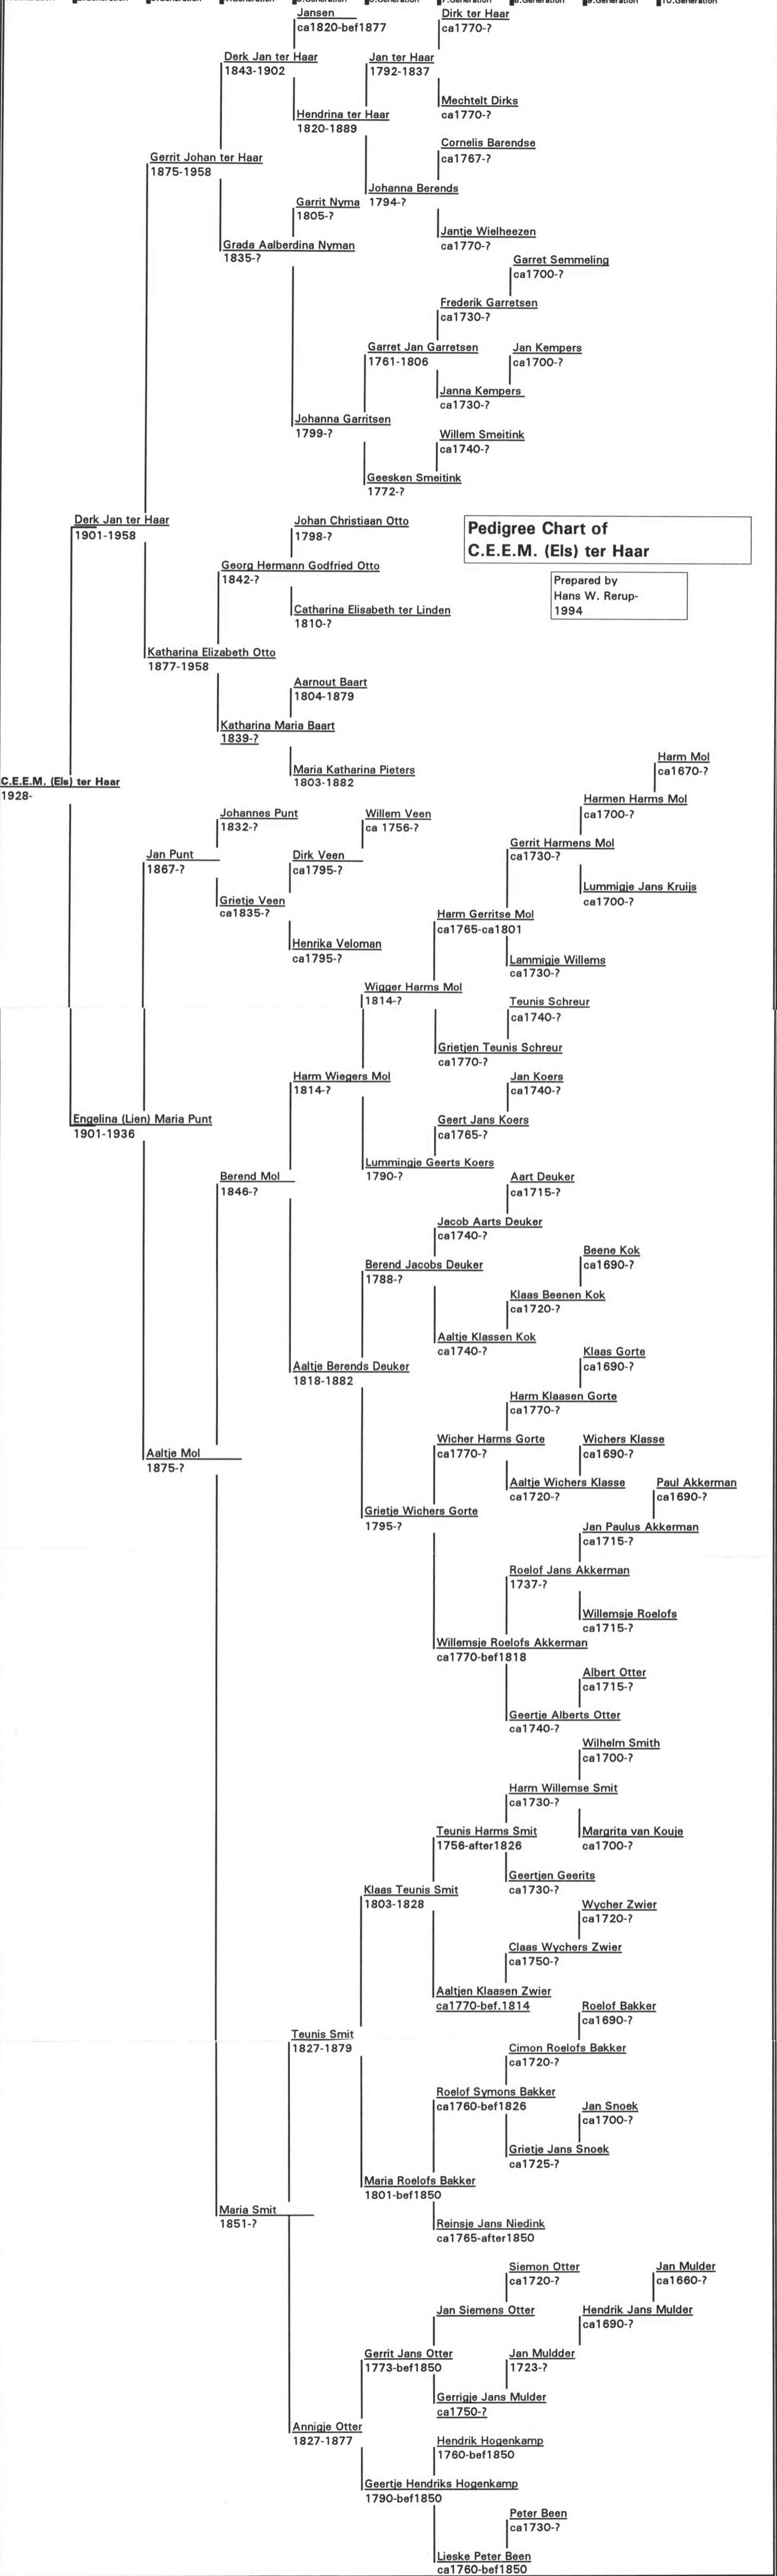 7.Generation
9.Generation
10.Generation
Jansen
ca1820-bef1877
Dirk ter Haar
ca1770-?
Derk Jan ter Haar
1843-1902
Jan ter Haar
1792-1837
Mechtelt Dirks
ca1770-?
Hendrina ter Haar
1820-1889
Cornelis Barendse
ca1767-?
Gerrit Johan ter Haar
1875-1958
Johanna Berends
1794-?
Garrit Nyma
1805-?
Jantje Wielheezen
ca1770-?
Grada Aalberdina Nyman
1835-?
Garret Semmeling
ca1700-?
Frederik Garretsen
ca1730-?
Garret Jan Garretsen
1761-1806
Jan Kempers
ca1700-?
Janna Kempers
ca1730-?
Johanna Garritsen
1799-?
Willem Smeitink
ca1740-?
Geesken Smeitink
1772-?
Derk Jan ter Haar
1901-1958
Johan Christiaan Otto
1798-?
Pedigree Chart of
C.E.E.M. (Els) ter Haar
Georg Hermann Godfried Otto
1842-?
Prepared by
Hans W. Rerup-
1994
Catharina Elisabeth ter Linden
1810-?
Katharina Elizabeth Otto
1877-1958
Aarnout Baart
1804-1879
Katharina Maria Baart
1839-?
Harm Mol
ca1670-?
Maria Katharina Pieters
1803-1882
C.E.E.M. (Els) ter Haar
1928-
Harmen Harms Mol
ca1700-?
Johannes Punt
1832-?
Willem Veen
ca 1756-?
Gerrit Harmens Mol
ca1730-?
Jan Punt
1867-?
Dirk Veen
ca1795-?
Lummigje Jans Kruijs
ca1700-?
Grietje Veen
ca1835-?
Harm Gerritse Mol
ca1765-ca1801
Henrika Veloman
ca1795-?
Lammigje Willems
ca1730-?
Wigger Harms Mol
1814-?
Teunis Schreur
ca1740-?
Grietjen Teunis Schreur
ca1770-?
Harm Wiegers Mol
1814-?
Jan Koers
ca1740-?
Engelina (Lien) Maria Punt
1901-1936
Geert Jans Koers
ca1765-?
Lummingje Geerts Koers
1790-?
Berend Mol
1846-?
Aart Deuker
ca1715-?
Jacob Aarts Deuker
ca1740-?
Beene Kok
ca1690-?
Berend Jacobs Deuker
1788-?
Klaas Beenen Kok
ca1720-?
Aaltje Klassen Kok
ca1740-?
Klaas Gorte
ca1690-?
Aaltje Berends Deuker
1818-1882
Harm Klaasen Gorte
ca1770-?
Wicher Harms Gorte
ca1770-?
Wichers Klasse
ca1690-?
Aaltje Mol
1875-?
Aaltje Wichers Klasse
ca1720-?
Paul Akkerman
ca1690-?
Grietje Wichers Gorte
1795-?
Jan Paulus Akkerman
ca1715-?
Roelof Jans Akkerman
1737-?
Willemsje Roelofs
ca1715-?
Willemsje Roelofs Akkerman
ca1770-bef1818
Albert Otter
ca1715-?
Geertje Alberts Otter
ca1740-?
Wilhelm Smith
ca1700-?
Harm Willemse Smit
ca1730-?
Teunis Harms Smit
1756-after1826
Margrita van Kouje
ca1700-?
Geertjen Geerits
ca1730-?
Klaas Teunis Smit
1803-1828
Wycher Zwier
ca1720-?
Claas Wychers Zwier
ca1750-?
Aaltjen Klaasen Zwier
ca1770-bef.1814
Roelof Bakker
ca1690-?
Teunis Smit
1827-1879
Cimon Roelofs Bakker
ca1720-?
Roelof Symons Bakker
ca1760-bef1826
Jan Snoek
ca1700-?
Grietje Jans Snoek
ca1725-?
Maria Roelofs Bakker
1801-bef1850
Maria Smit
1851-?
Reinsje Jans Niedink
ca1765-after1850
Siemon Otter
ca1720-?
Jan Mulder
ca1660-?
Jan Siemens Otter
Hendrik Jans Mulder
ca1690-?
Gerrit Jans Otter
1773-bef1850
Jan Muldder
1723-?
Gerrigje Jans Mulder
ca1750-?
Annigje Otter
1827-1877
Hendrik Hogenkamp
1760-bef1850
Geertje Hendriks Hogenkamp
1790-bef1850
Peter Been
ca1730-?
Lieske Peter Been
ca1760-bef1850